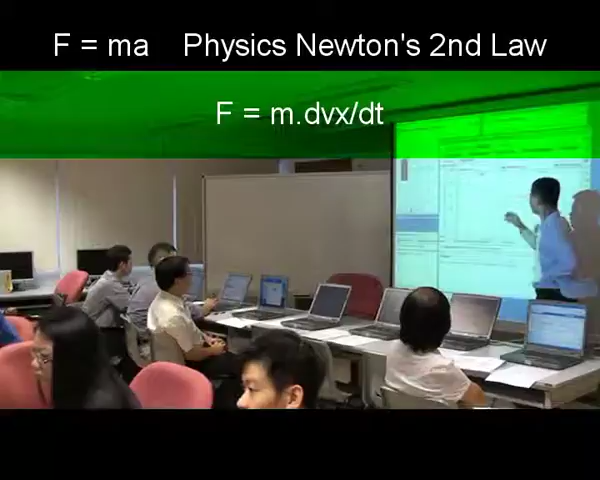 F = ma    Physics Newton's 2nd Law
F = m.dvx/dt